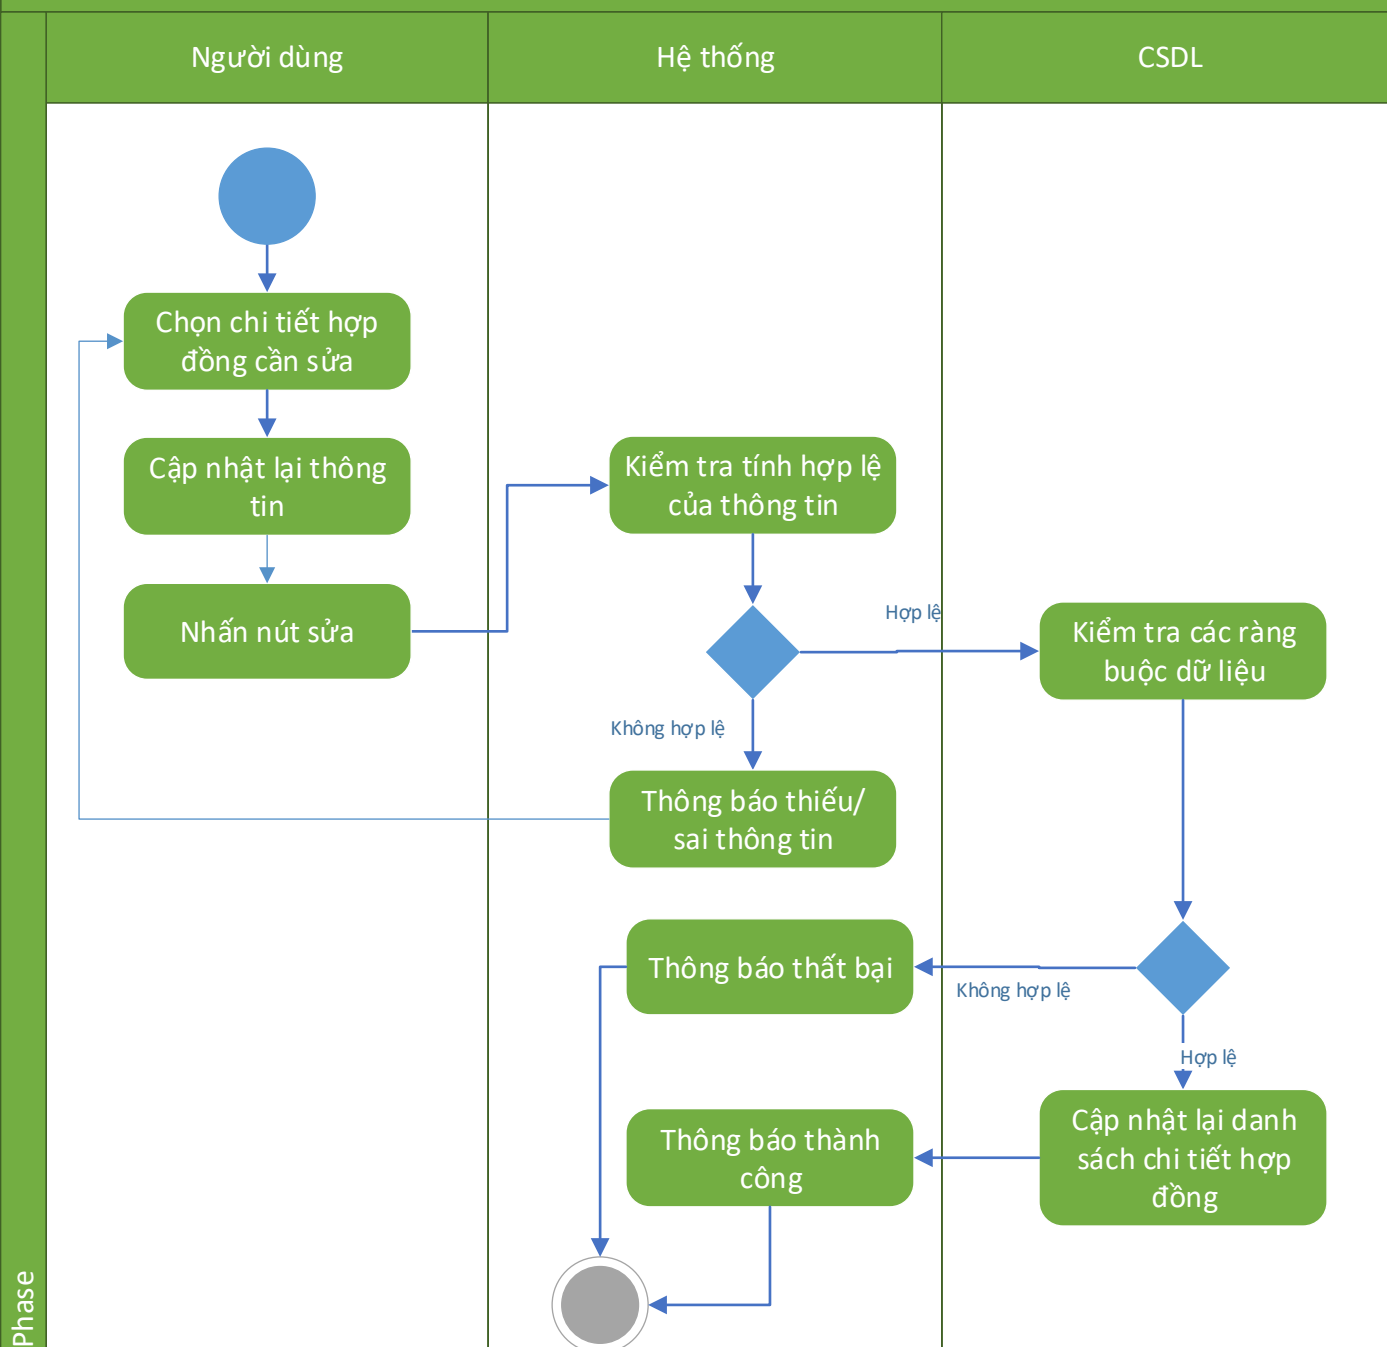 Người dùng
Hệ thống
CSDL
Chọn chi tiết hợp
đồng cần sửa
Cập nhật lại thông
tin
Nhấn nút sửa
Kiểm tra tính hợp lệ
của thông tin
Hợp lệ
Không hợp lệ
Kiểm tra các ràng
buộc dữ liệu
Thông báo thiếu/
sai thông tin
Thông báo thất bại
Không hợp lệ
Hợp lệ
Thông báo thành
công
Cập nhật lại danh
sách chi tiết hợp
đồng
Phase